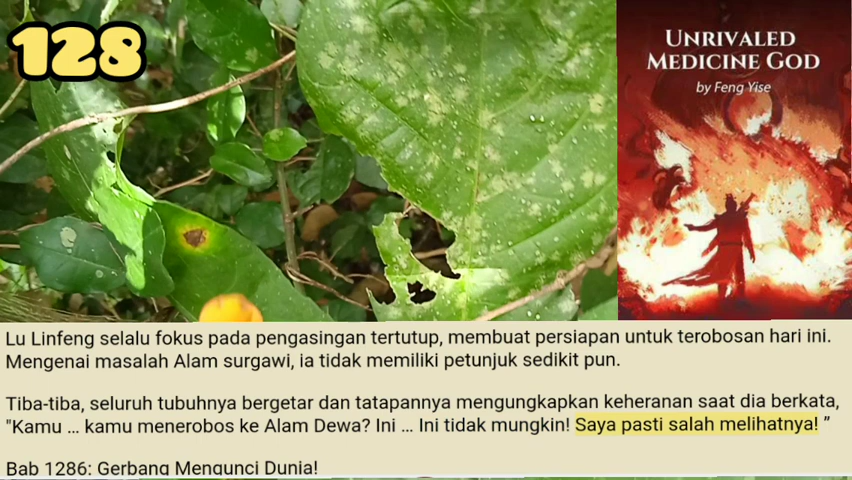 128
UNRIVALED
MEDICINE GOD
by Feng Yise
Lu Linfeng selalu fokus pada pengasingan tertutup, membuat persiapan untuk terobosan hari ini.
Mengenai masalah Alam surgawi, ia tidak memiliki petunjuk sedikit pun.
Tiba-tiba, seluruh tubuhnya bergetar dan tatapannya mengungkapkan keheranan saat dia berkata,
"Kamu ... kamu menerobos ke Alam Dewa? Ini ... Ini tidak mungkin! Saya pasti salah melihatnya! ”
Bab 1286: Gerbang Mengunci Dunia!